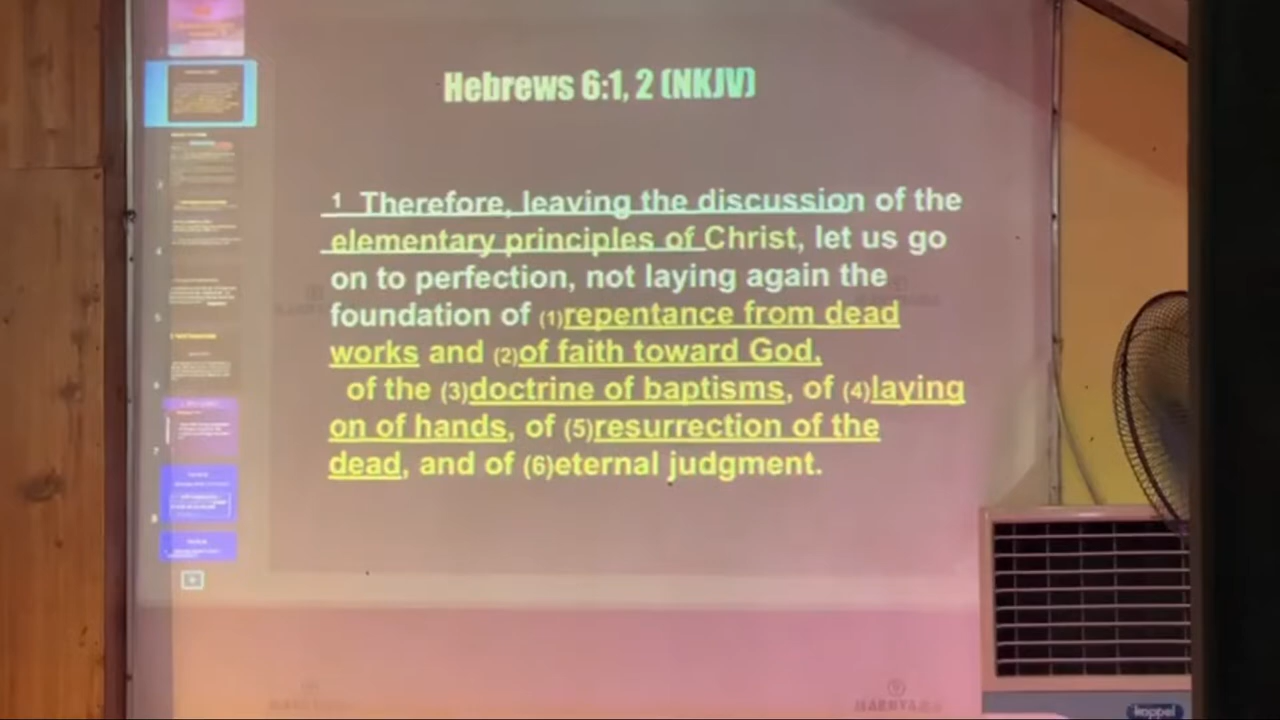 Hebrews 6:1, 2 (NKJV)
1 Therefore, leaving the discussion of the
elementary principles of Christ, let us go
on to perfection, not laying again the
foundation of (1)repentance from dead
works and (2)of faith toward God,
of the (3)doctrine of baptisms, of (4)laying
on of hands, of (5)resurrection of the
dead, and of (6)eternal judgment.
koppel